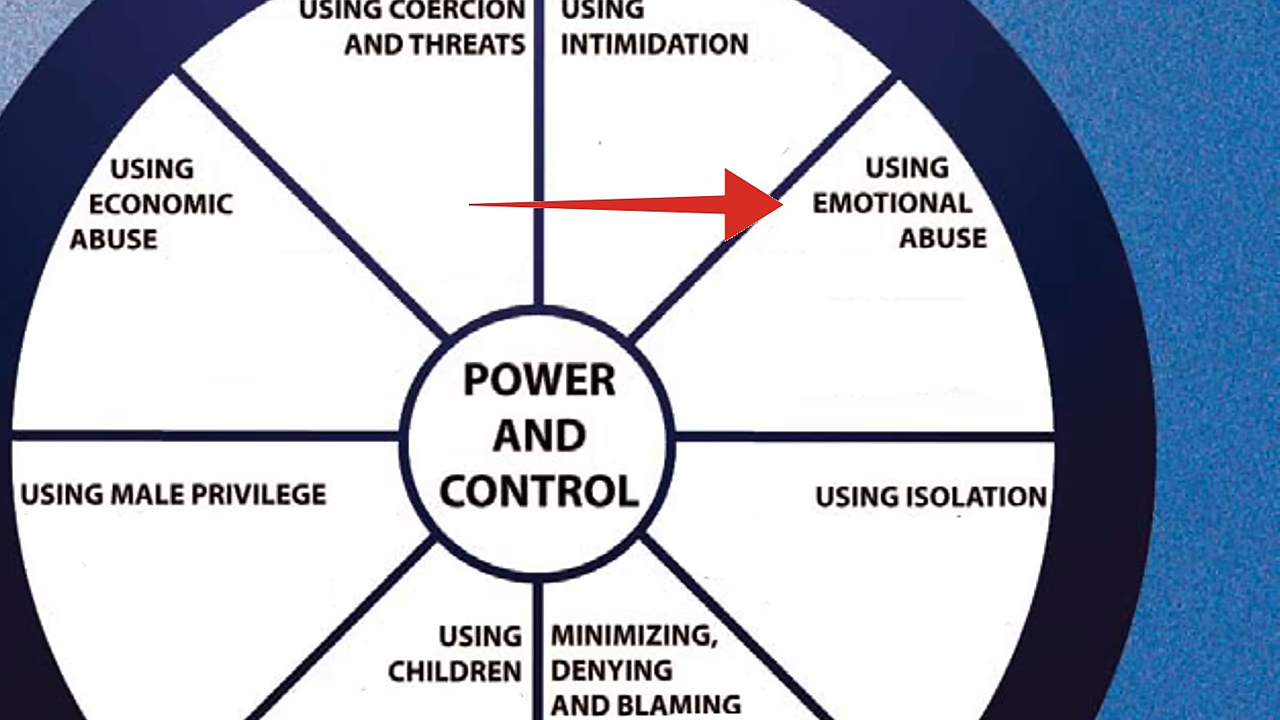 USING COERCION
AND THREATS
USING
INTIMIDATION
USING
ECONOMIC
ABUSE
USING
EMOTIONAL
ABUSE
POWER
AND
CONTROL
USING MALE PRIVILEGE
USING ISOLATION
USING
CHILDREN
MINIMIZING,
DENYING
AND BLAMING